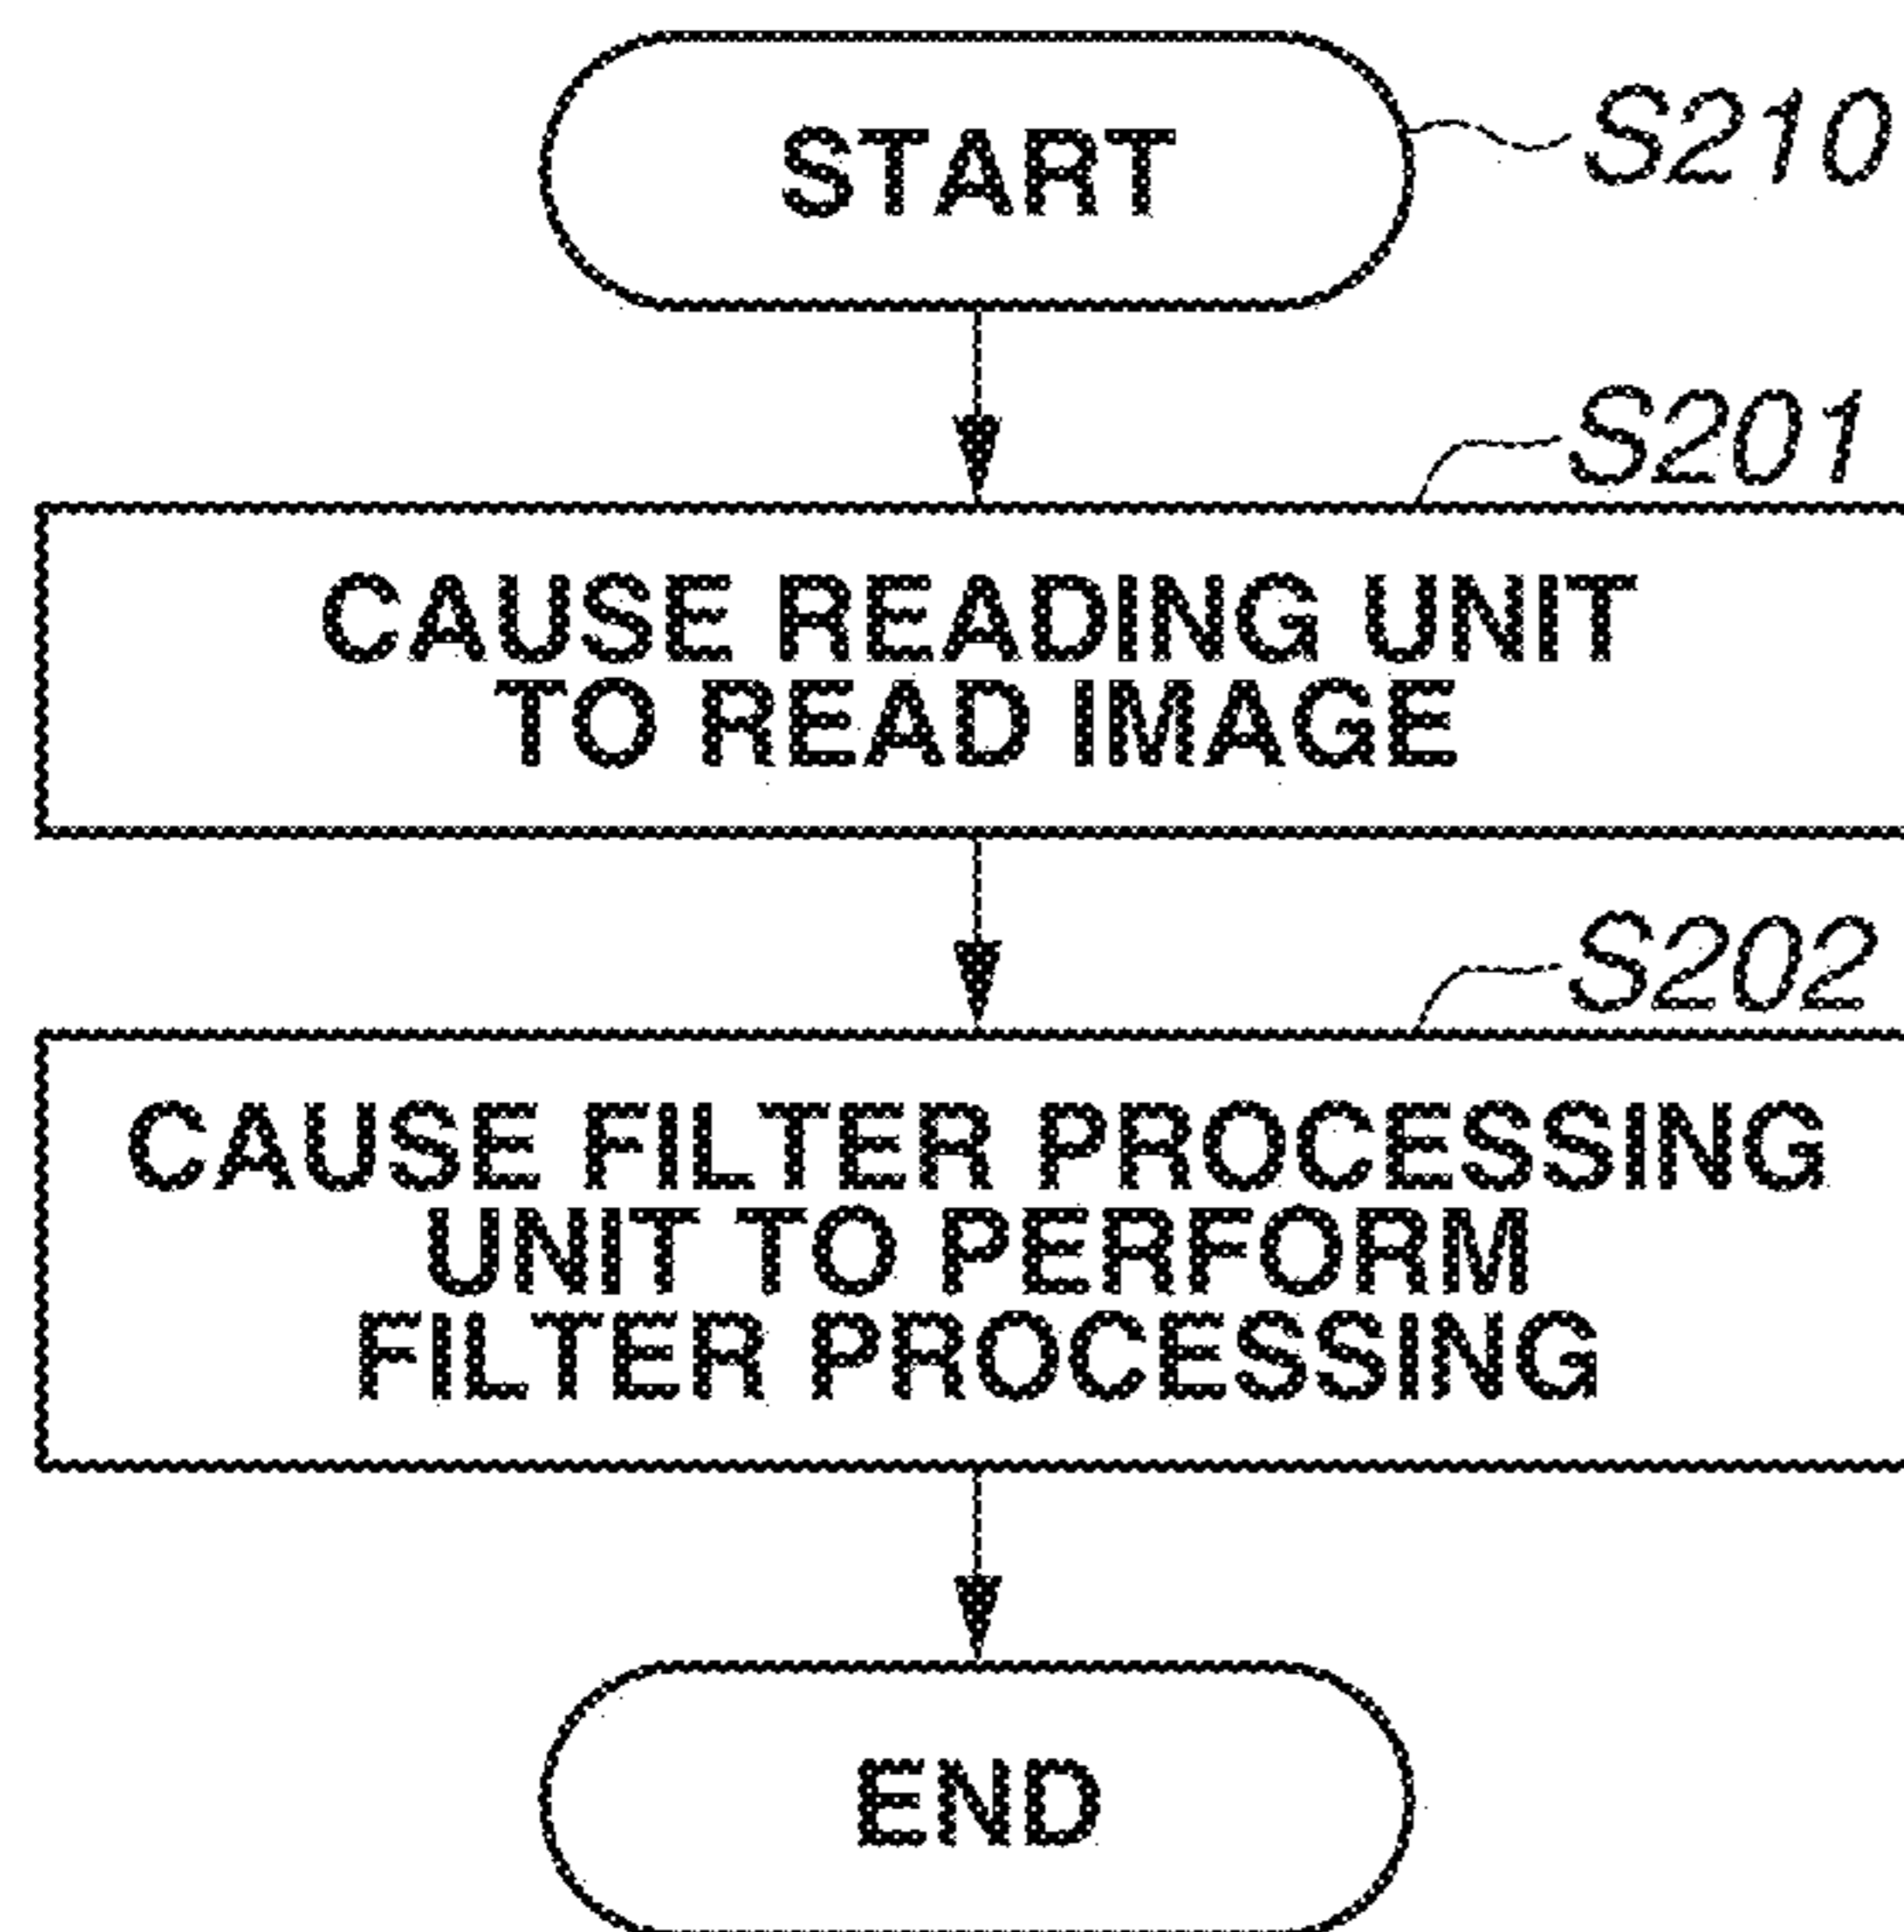 START
S210
S201
CAUSE READING UNIT
TO READ IMAGE
S202
CAUSE FILTER PROCESSING
UNIT TO PERFORM
FILTER PROCESSING
END